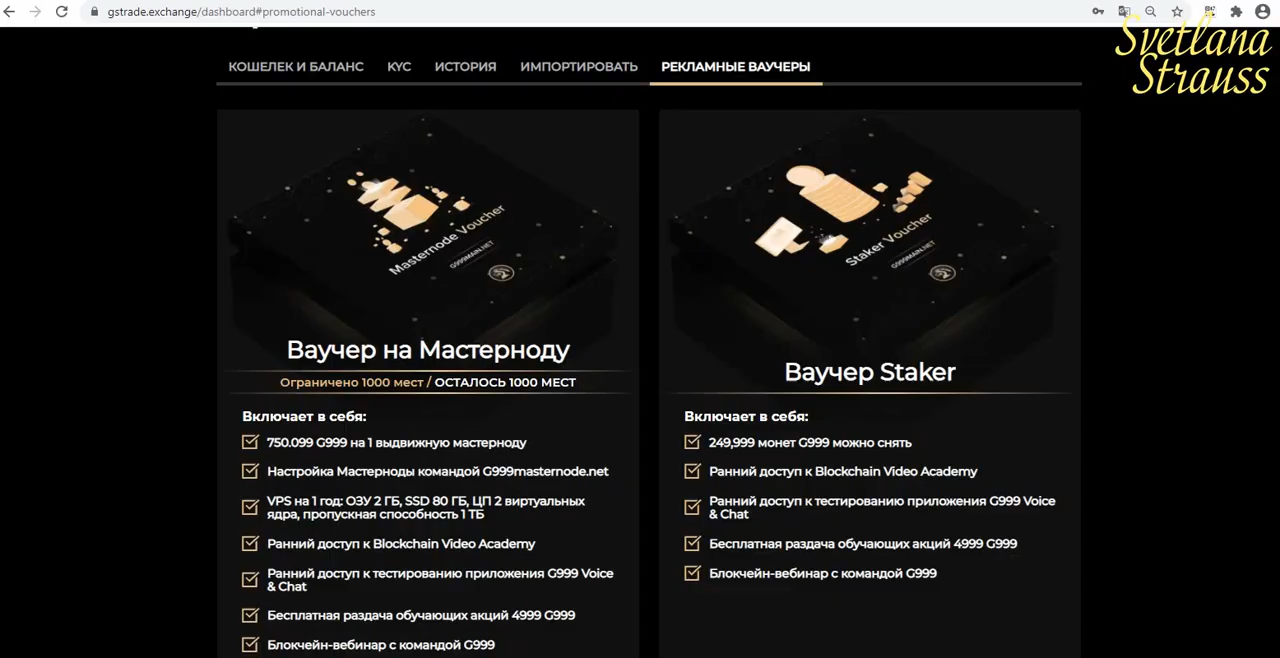 gstrade.exchange/dashboard#promotional-vouchers
Svetlana
Strauss
КОШЕЛЕК И БАЛАНС KYC ИСТОРИЯ ИМПОРТИРОВАТЬ РЕКЛАМНЫЕ ВАУЧЕРЫ
Masternode Voucher
G999MAIN.NET
Ваучер на Мастерноду
Ограничено 1000 мест / ОСТАЛОСЬ 1000 МЕСТ
Включает в себя:
750.099 G999 на 1 выдвижную мастерноду
Настройка Мастерноды командой G999masternode.net
VPS на 1 год: ОЗУ 2 ГБ, SSD 80 ГБ, ЦП 2 виртуальных
ядра, пропускная способность 1 ТБ
Ранний доступ к Blockchain Video Academy
Ранний доступ к тестированию приложения G999 Voice
& Chat
Бесплатная раздача обучающих акций 4999 G999
Блокчейн-вебинар с командой G999
Staker Voucher
G999MAIN.NET
Ваучер Staker
Включает в себя:
249,999 монет G999 можно снять
Ранний доступ к Blockchain Video Academy
Ранний доступ к тестированию приложения G999 Voice
& Chat
Бесплатная раздача обучающих акций 4999 G999
Блокчейн-вебинар с командой G999